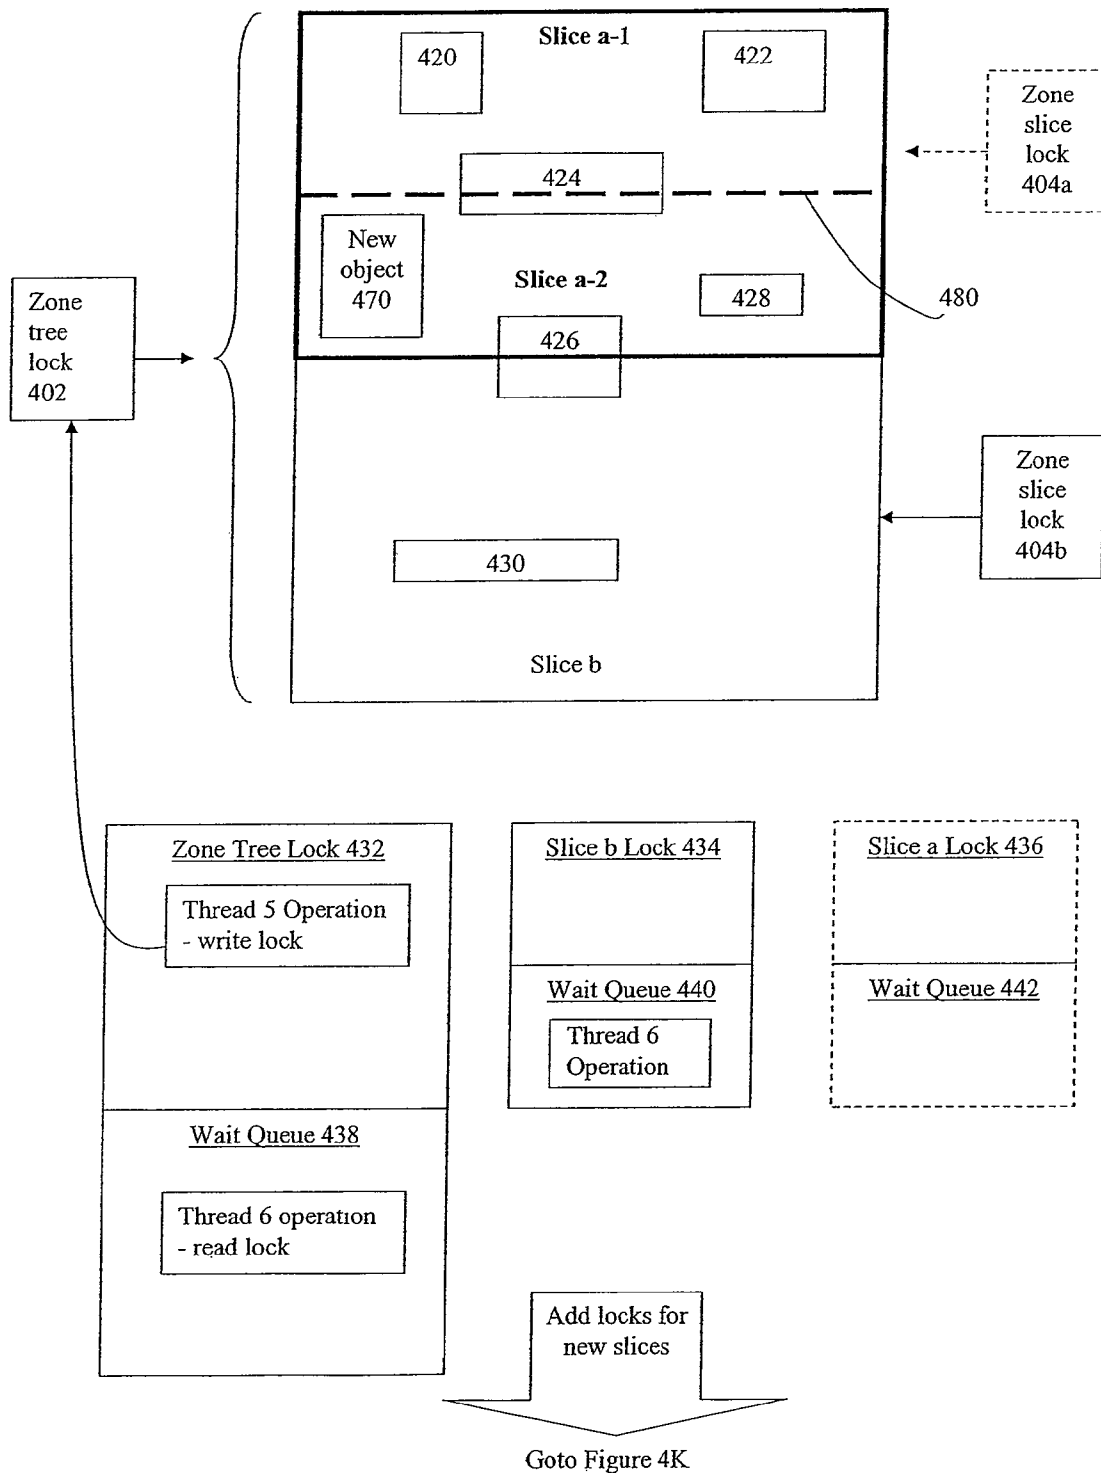 Slice a-1
420
422
Zone
slice
lock
404a
424
New
object
470
Slice a-2
428
480
Zone
tree
lock
402
426
Zone
slice
lock
404b
430
Slice b
Zone Tree Lock 432
Thread 5 Operation
- write lock
Slice b Lock 434
Slice a Lock 436
Wait Queue 440
Thread 6
Operation
Wait Queue 442
Wait Queue 438
Thread 6 operation
- read lock
Add locks for
new slices
Goto Figure 4K